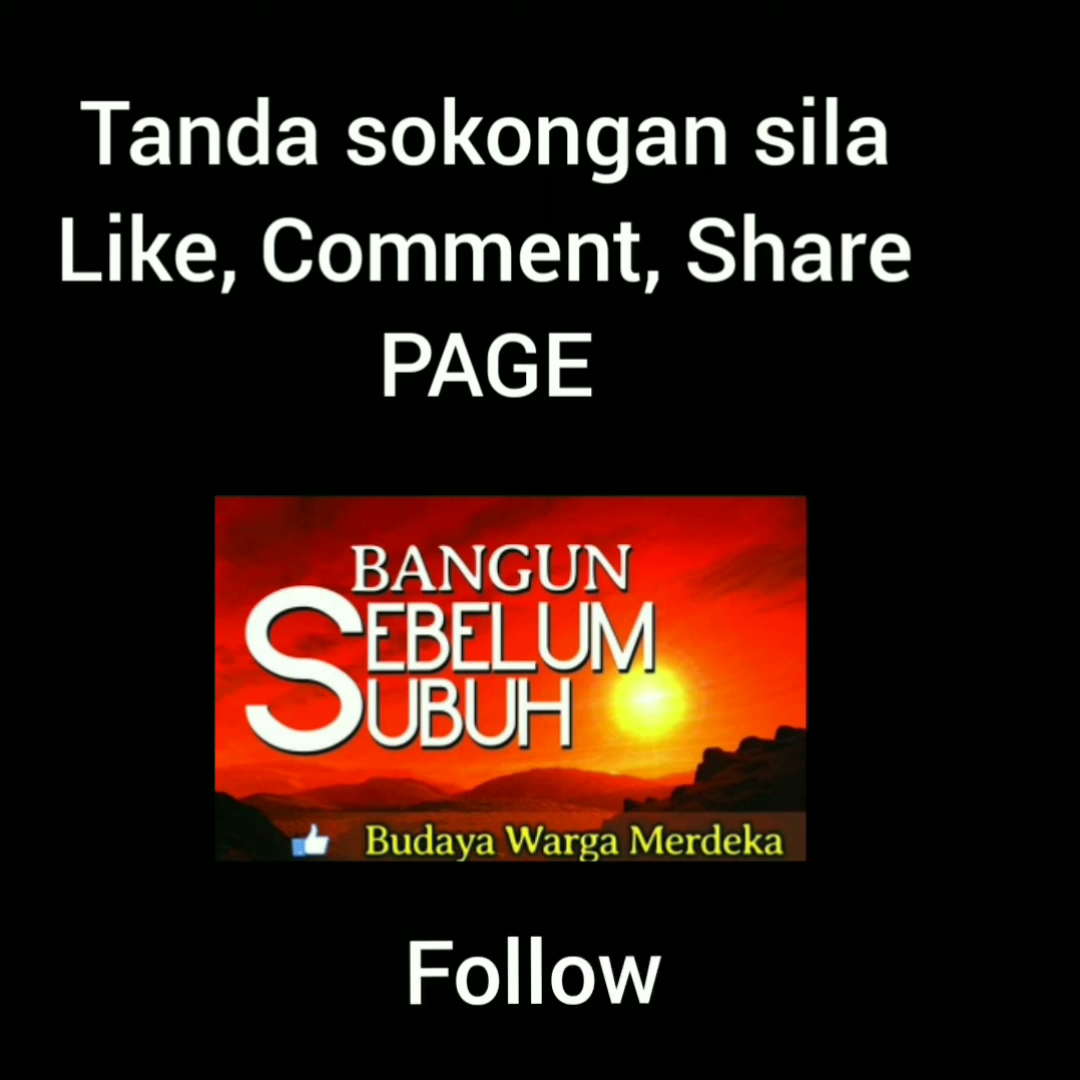 Tanda sokongan sila
Like, Comment, Share
PAGE
BANGUN
SEBELUM
SUBUH
Budaya Warga Merdeka
Follow